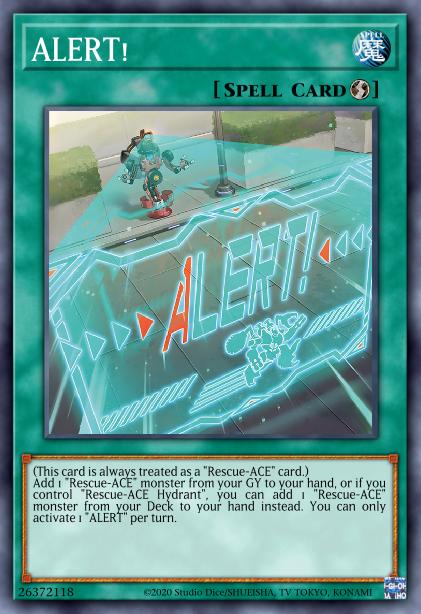 ALERT!
SPELL
魔
[SPELL CARD]
ALERT!
(This card is always treated as a "Rescue-ACE" card.)
Add 1 "Rescue-ACE" monster from your GY to your hand, or if you
control "Rescue-ACE Hydrant", you can add 1 "Rescue-ACE"
monster from your Deck to your hand instead. You can only
activate 1 "ALERT" per turn.
26372118
©2020 Studio Dice/SHUEISHA, TV TOKYO, KONAMI